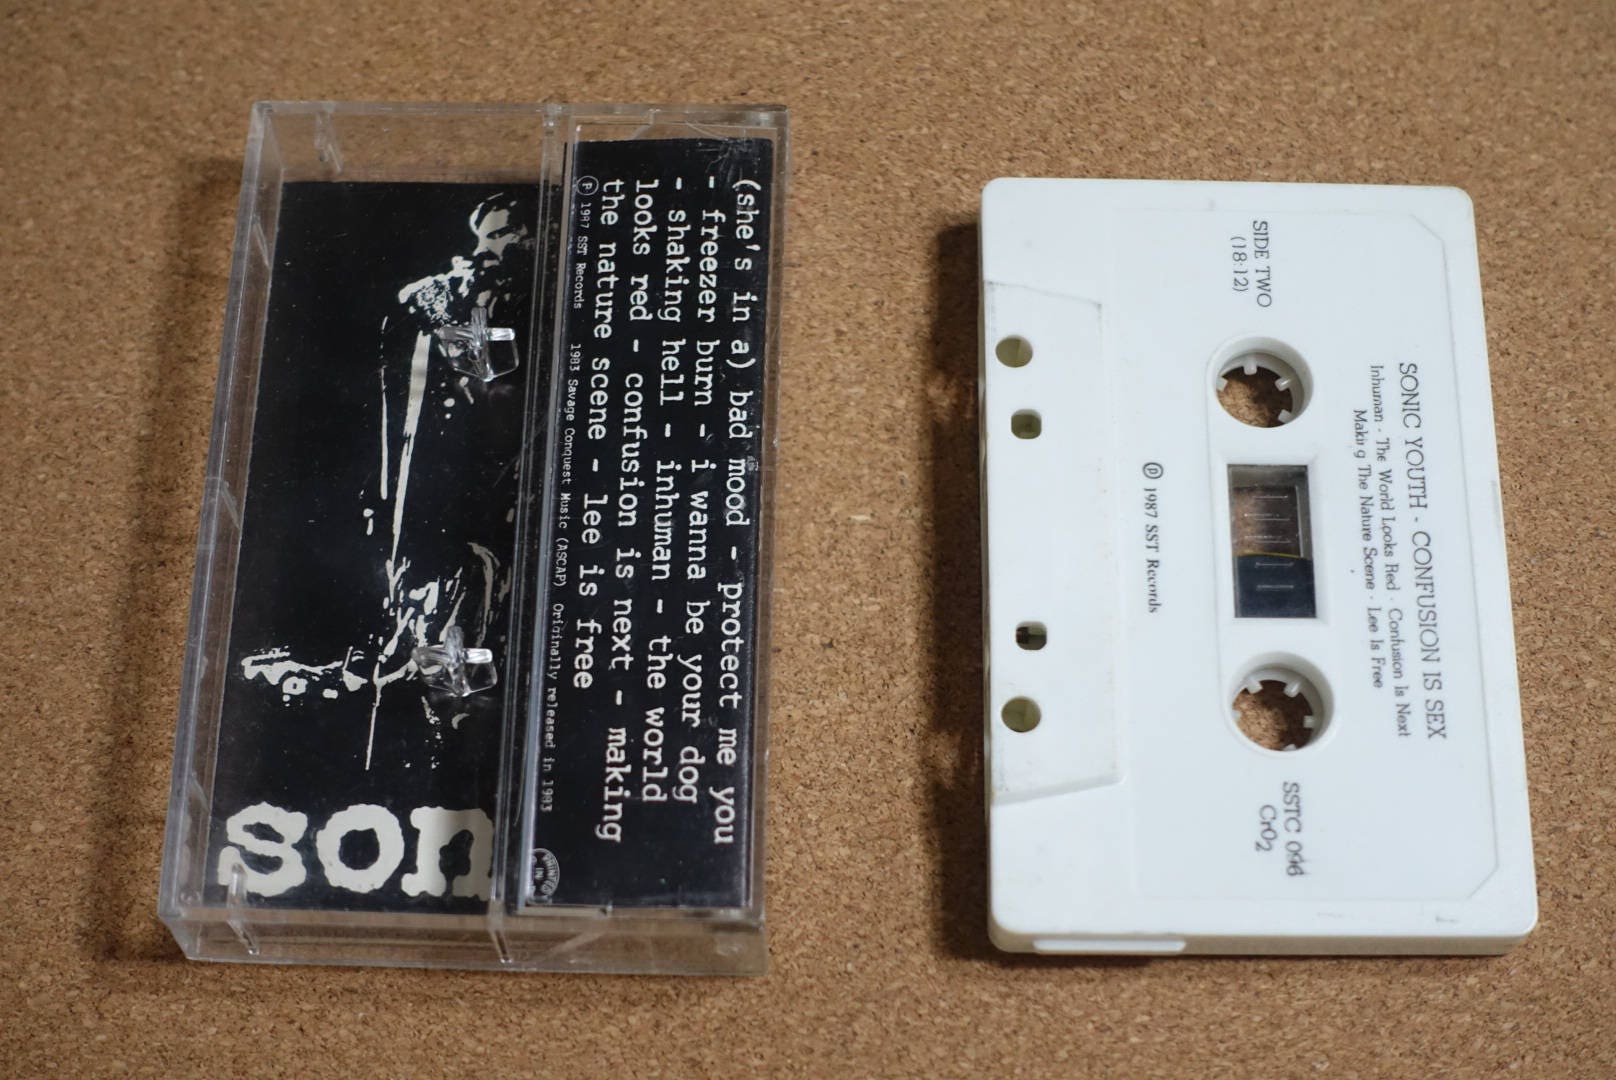 (she's in a) bad mood - protect me you
- freezer burn - i wanna be your dog
- shaking hell - inhuman - the world
looks red - confusion is next - making
the nature scene - lee is free
℗ 1987 SST Records 1983 Savage Conquest Music (ASCAP) Originally released in 1983
son
SONIC YOUTH - CONFUSION IS SEX
Inhuman - The World Looks Red - Confusion Is Next
Making The Nature Scene - Lee Is Free
SIDE TWO
(18:12)
SSTC 096
CrO2
℗ 1987 SST Records